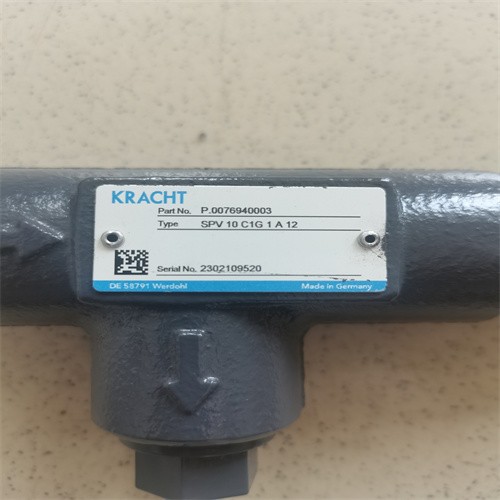 KRACHT
Part No. P.0076940003
Type SPV 10 C1G 1 A 12
Serial No. 2302109520
DE 58791 Werdohl Made in Germany